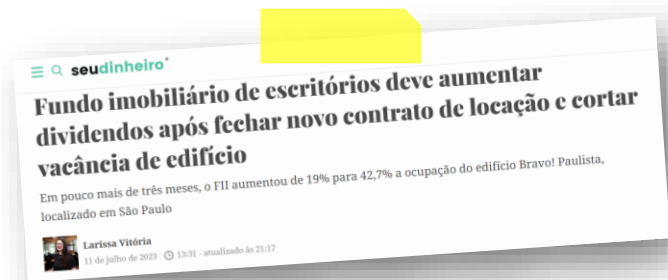 seudinheiro
Fundo imobiliário de escritórios deve aumentar
dividendos após fechar novo contrato de locação e cortar
vacância de edifício
Em pouco mais de três meses, o FII aumentou de 19% para 42,7% a ocupação do edifício Bravo! Paulista,
localizado em São Paulo
Larissa Vitória
11 de julho de 2023 13:31 - atualizado às 21:17